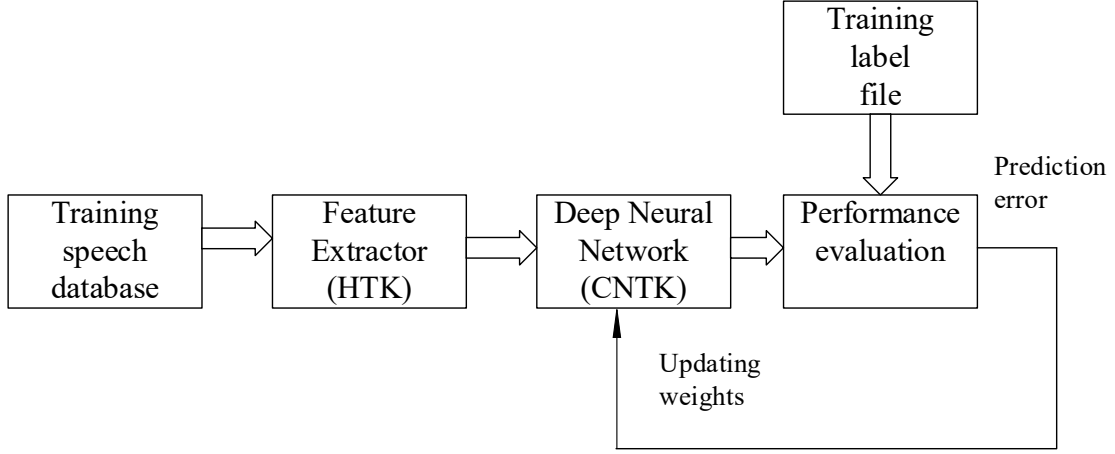 Training
label
file
Prediction
error
Training
speech
database
Feature
Extractor
(HTK)
Deep Neural
Network
(CNTK)
Performance
evaluation
Updating
weights